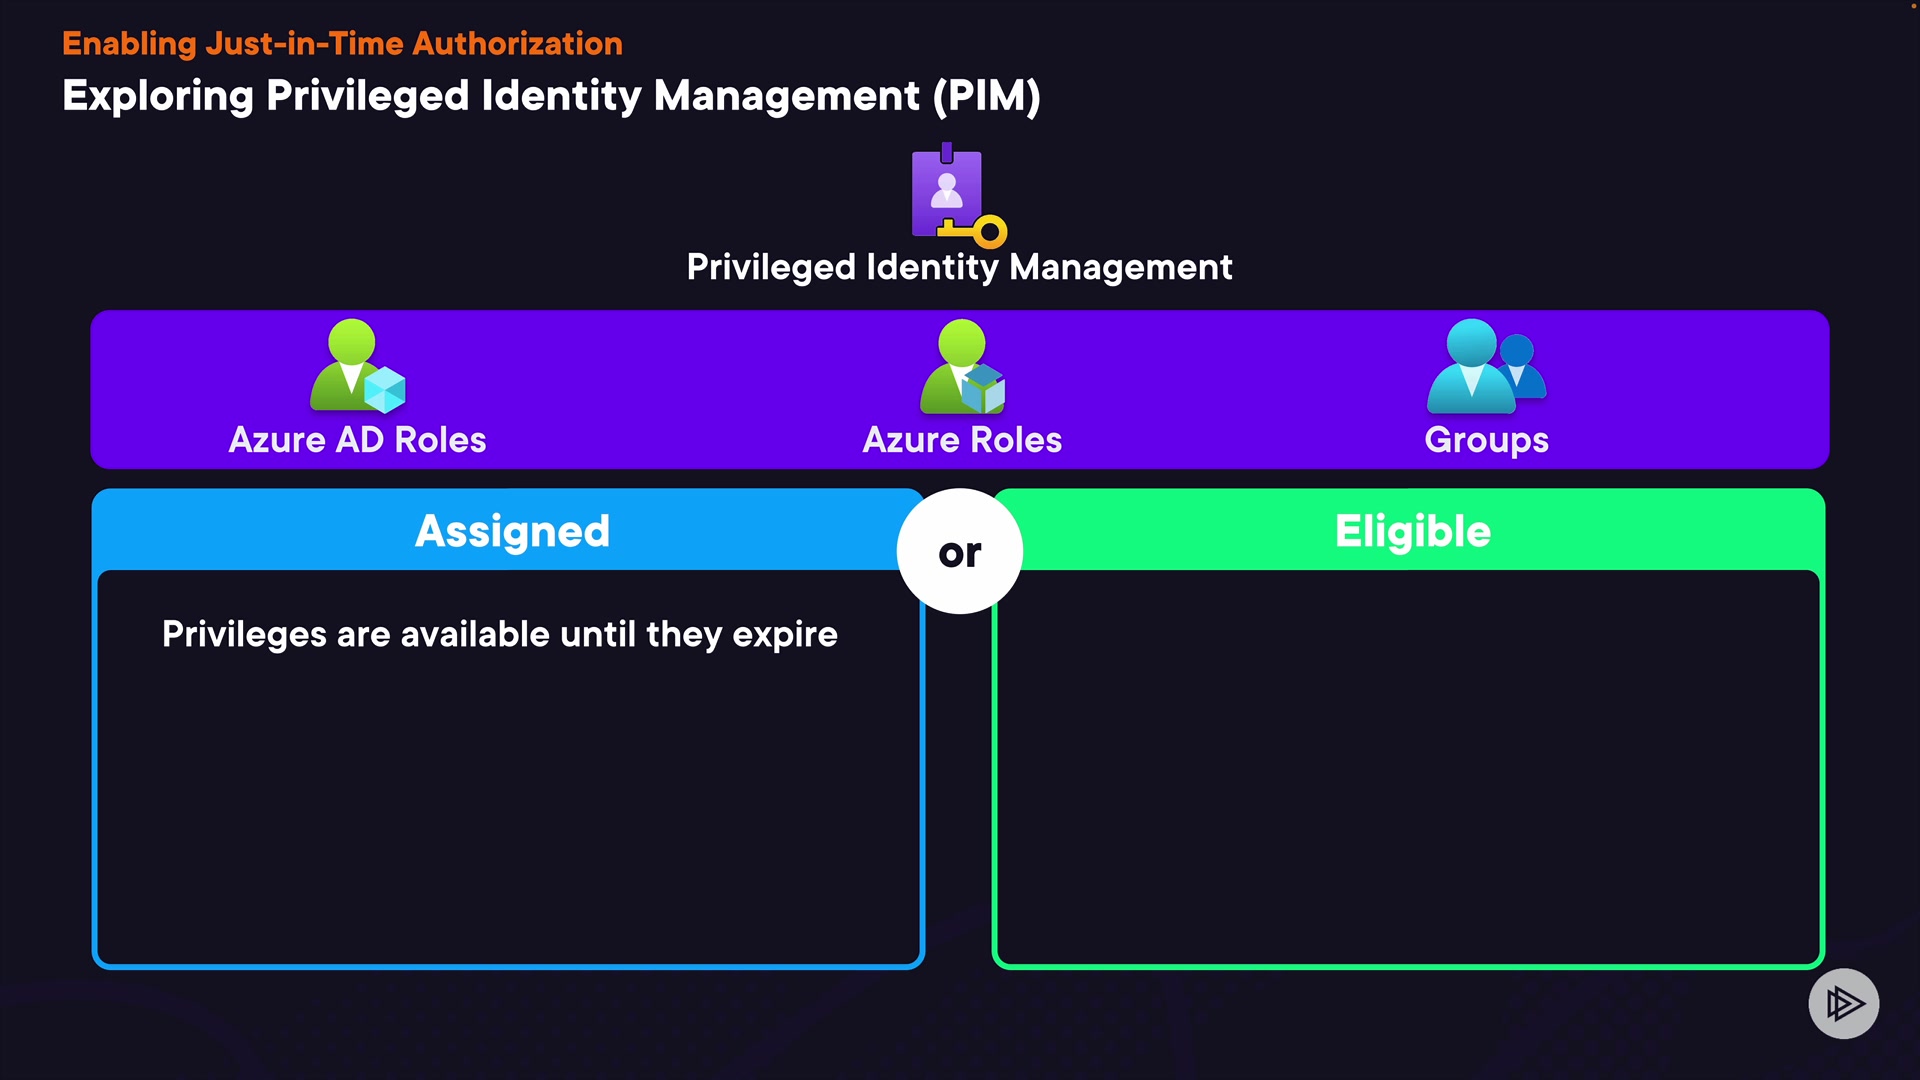 Enabling Just-in-Time Authorization
Exploring Privileged Identity Management (PIM)
Privileged Identity Management
Azure AD Roles
Azure Roles
Groups
Assigned
or
Eligible
Privileges are available until they expire